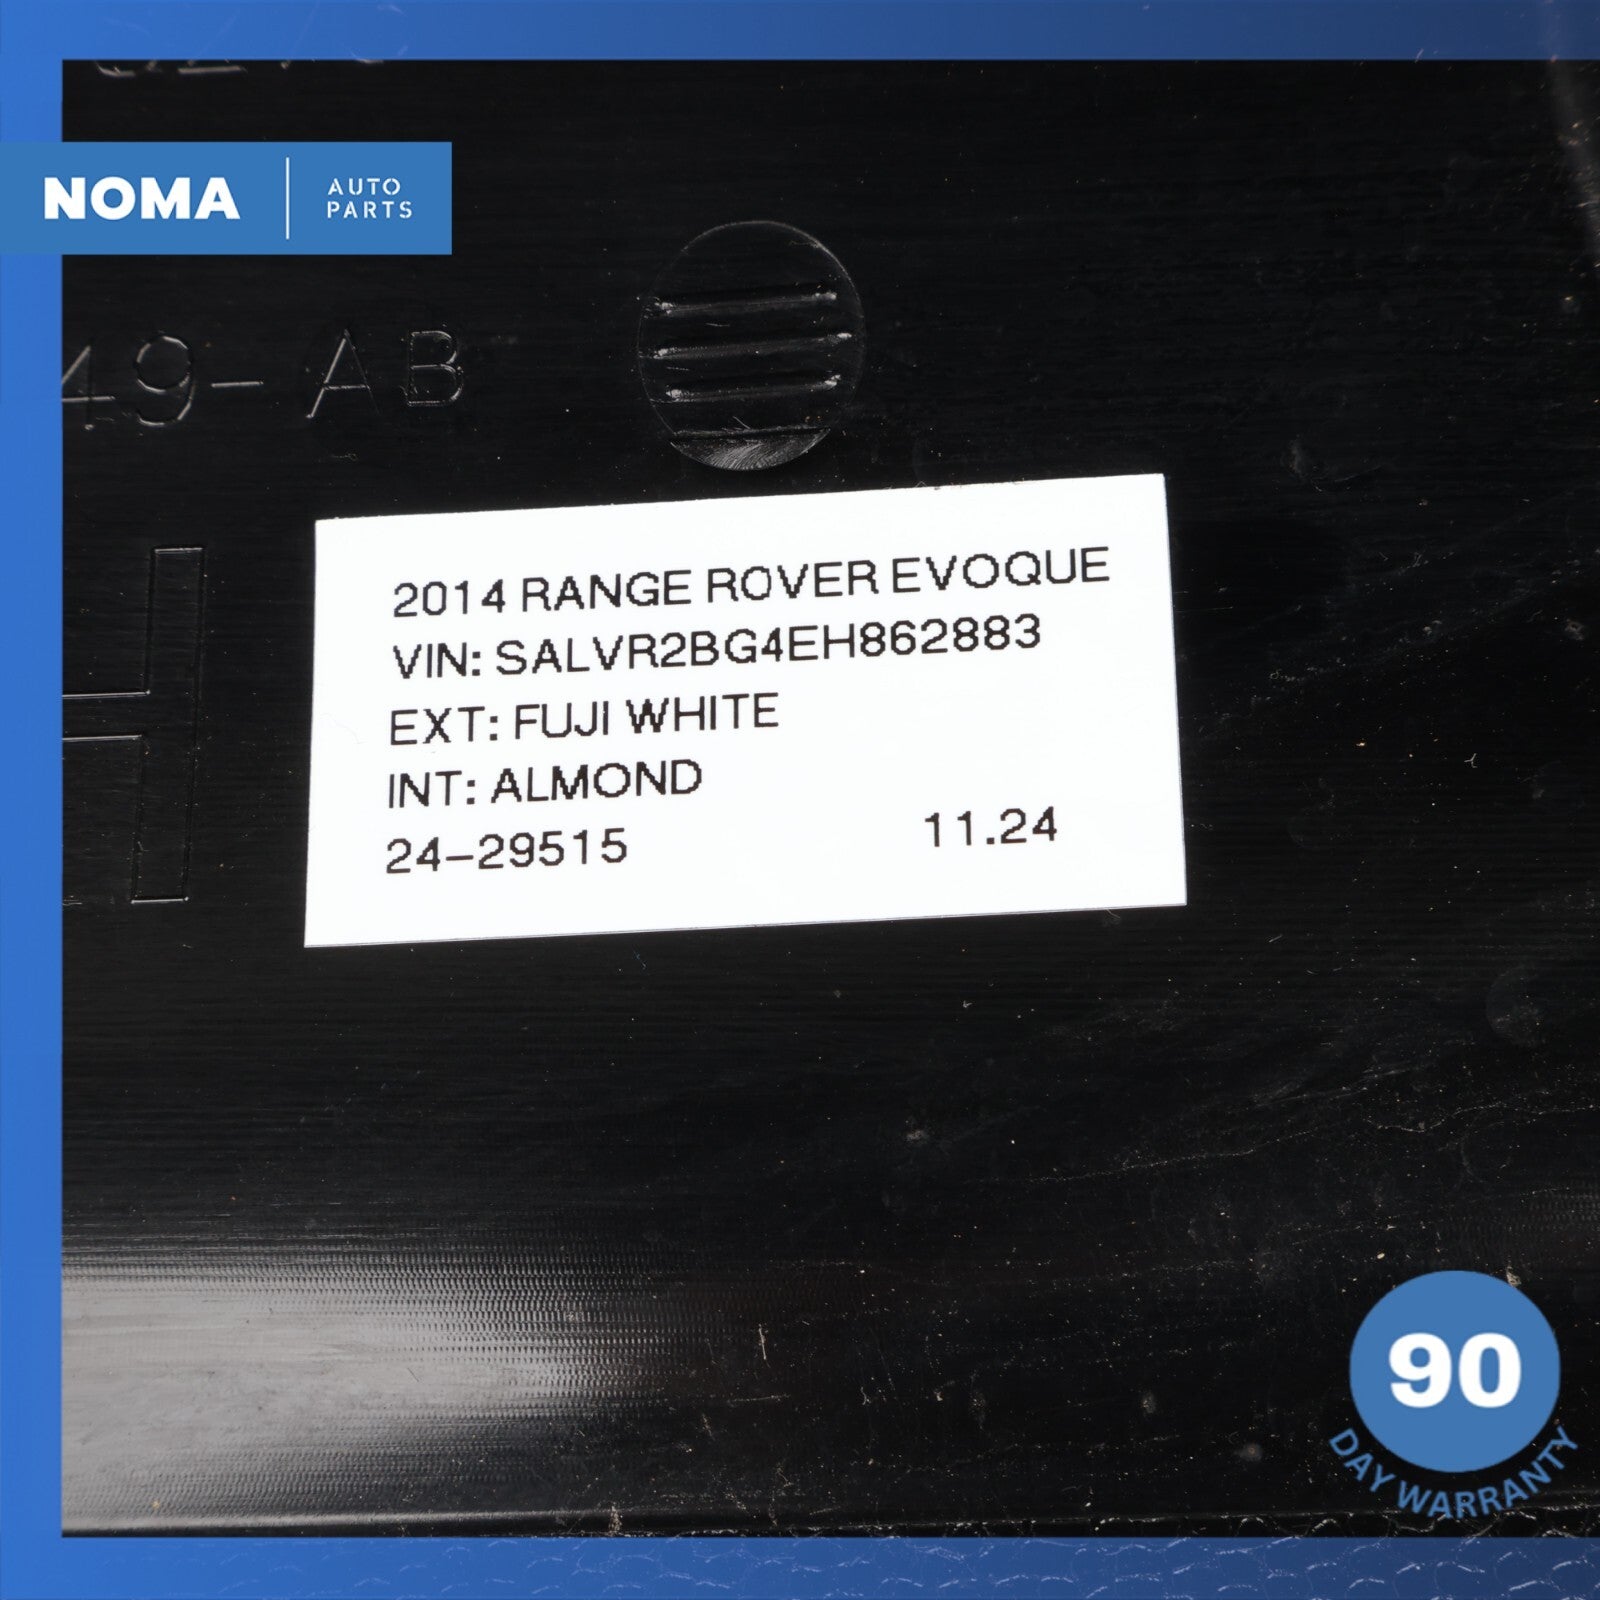 NOMA
AUTO
PARTS
49-AB
2014 RANGE ROVER EVOQUE
VIN: SALVR2BG4EH862883
EXT: FUJI WHITE
INT: ALMOND
24-29515 11.24
90
DAY WARRANTY